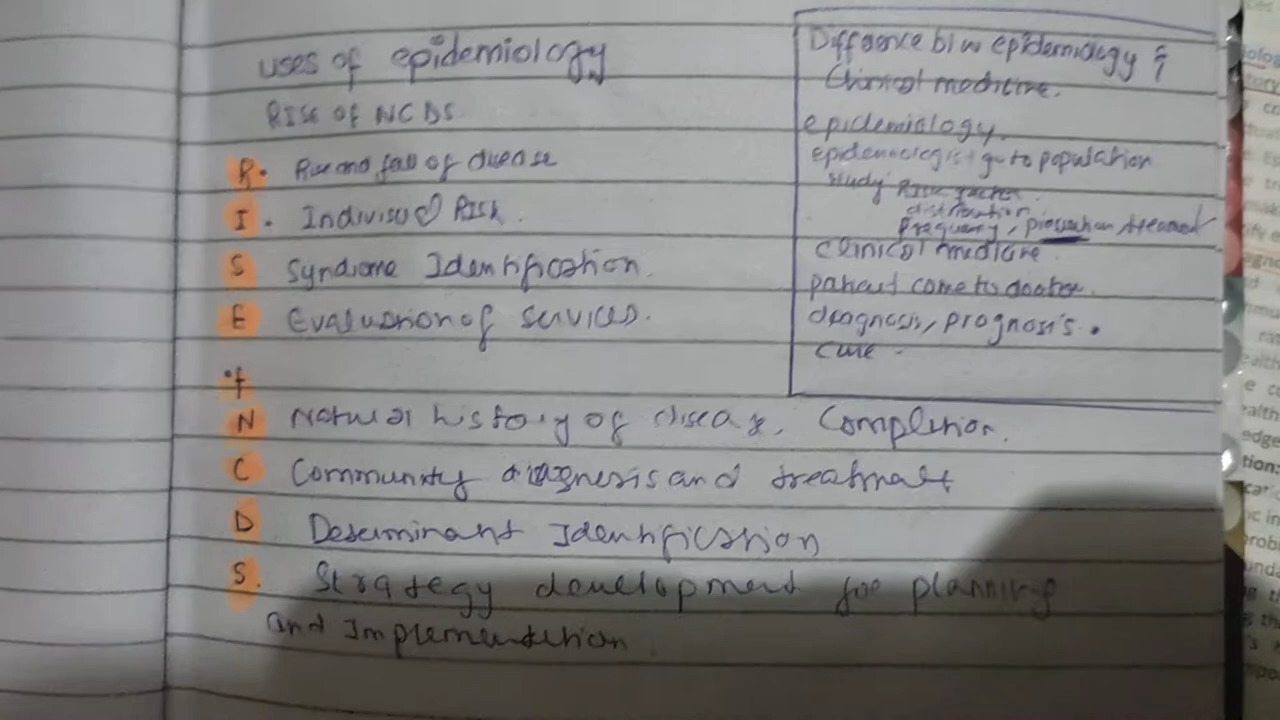 uses of epidemiology
RISE OF NCDS
R. Rise and fall of disease
I. Individual Risk.
S Syndrome Identification.
E Evaluation of services.
of
N Natural history of diseas, Completion.
C Community diagnosis and treatment
D Determinant Identification
S. Strategy development for planning
and Implementation
Difference b/w epidemiology &
Clinical medicine.
epidemiology.
epidemiologist go to population
study Risk factor
distribution
frequency, prevention, treatment
clinical medicine
patient come to doctor.
diagnosis, prognosis.
cure.